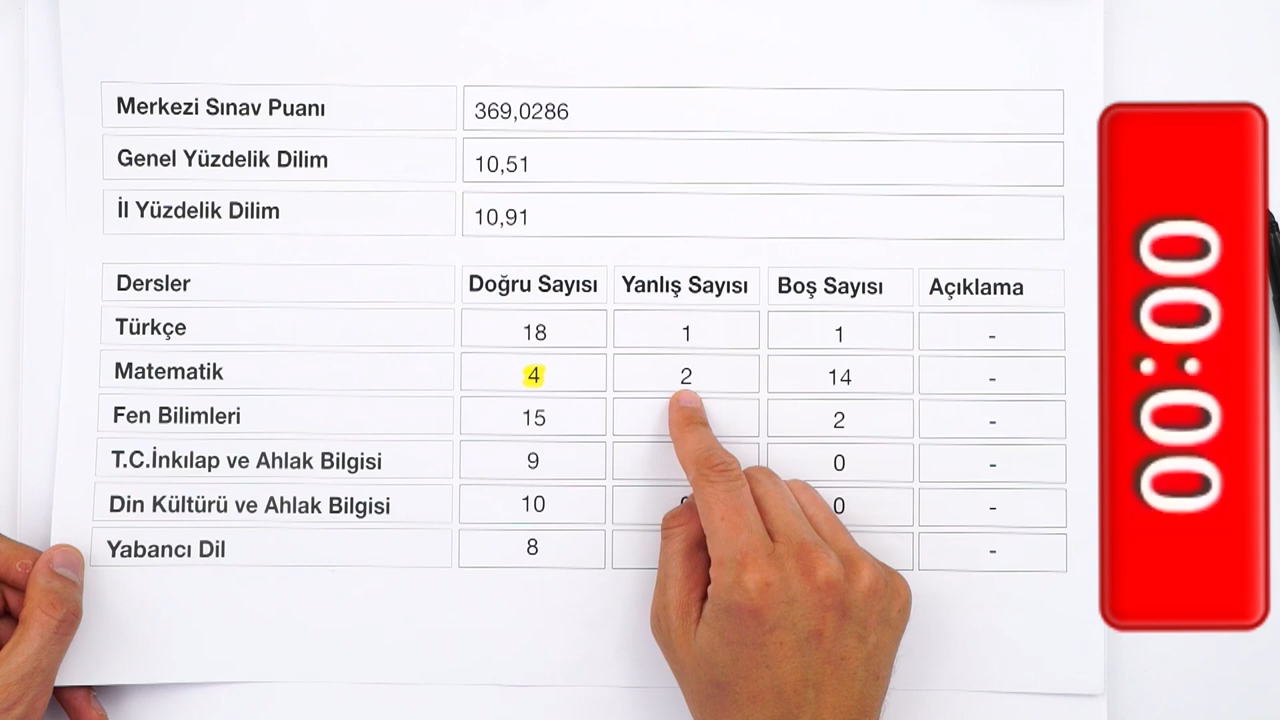 Merkezi Sınav Puanı 369,0286
Genel Yüzdelik Dilim 10,51
İl Yüzdelik Dilim 10,91
Dersler Doğru Sayısı Yanlış Sayısı Boş Sayısı Açıklama
Türkçe 18 1 1 -
Matematik 4 2 14 -
Fen Bilimleri 15 2 -
T.C.İnkılap ve Ahlak Bilgisi 9 0 -
Din Kültürü ve Ahlak Bilgisi 10 0 -
Yabancı Dil 8 -
00:00